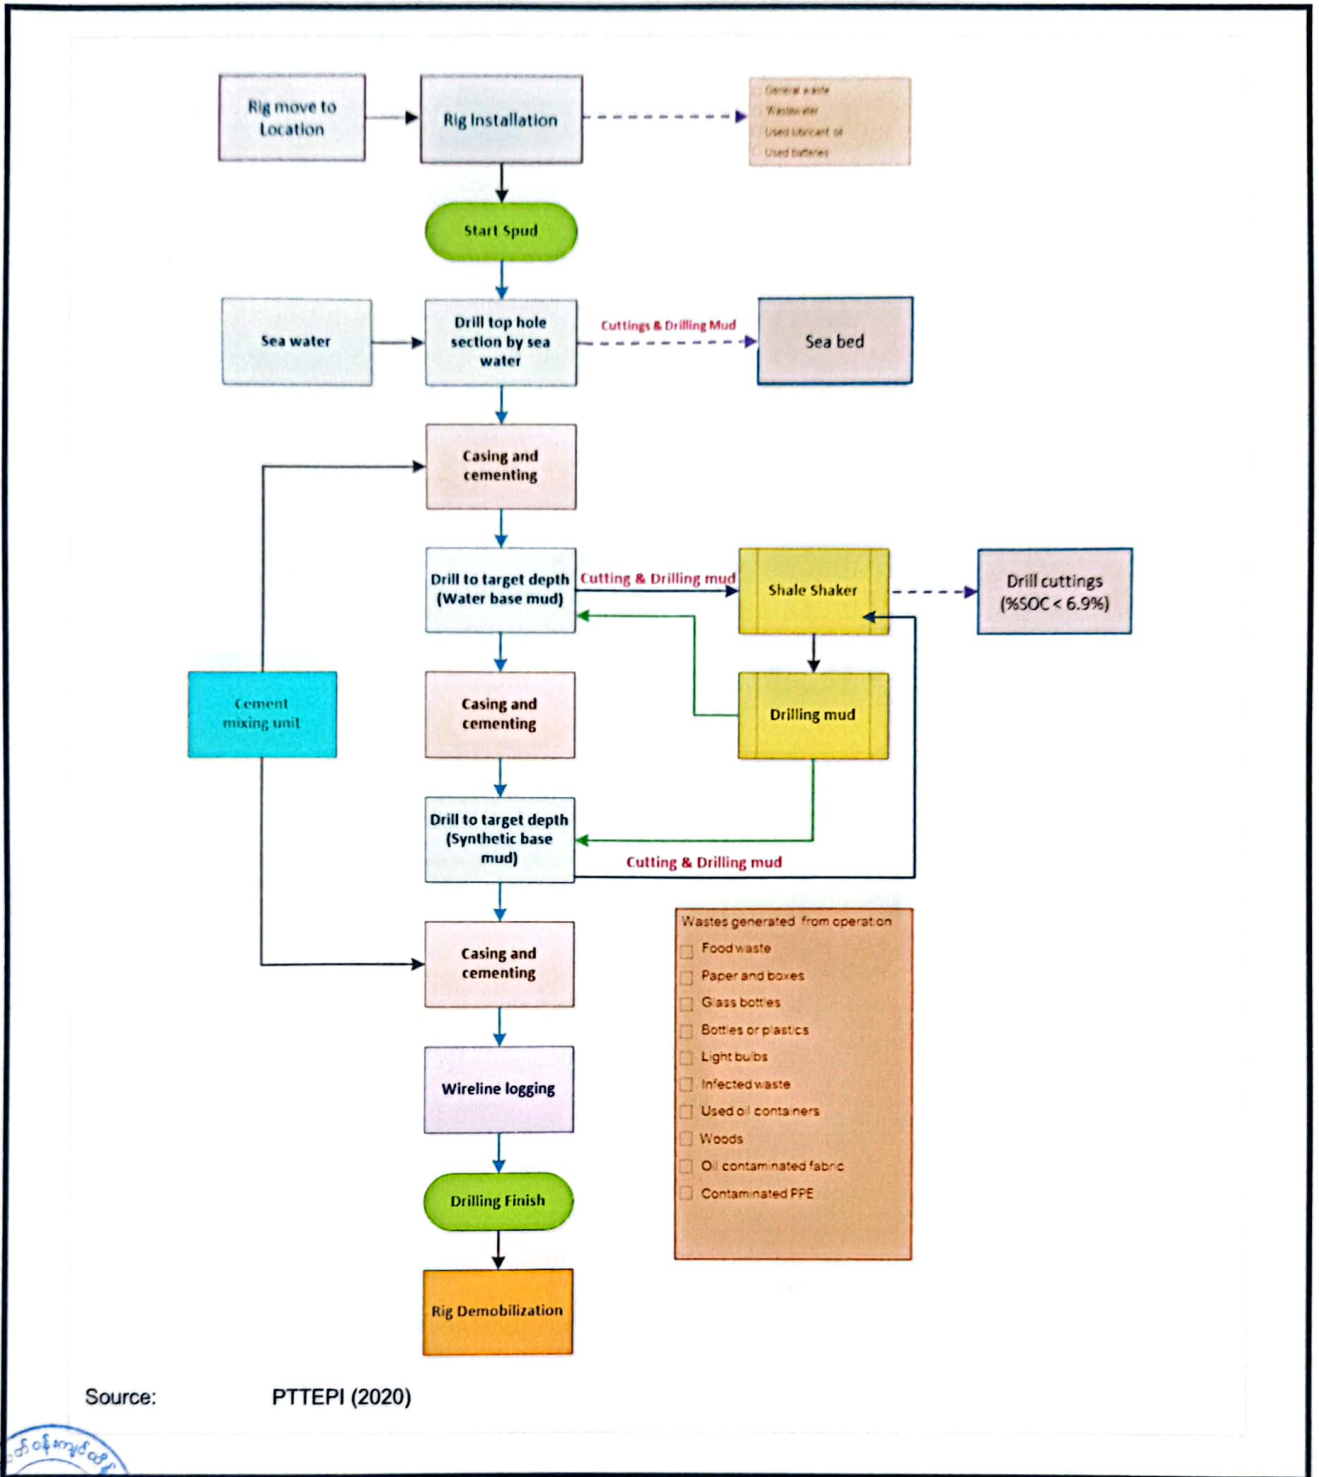 Rig move to
Location
Rig Installation
General waste
Wastewater
Used lubricant oil
Used batteries
Start Spud
Sea water
Drill top hole
section by sea
water
Cuttings & Drilling Mud
Sea bed
Casing and
cementing
Drill to target depth
(Water base mud)
Cutting & Drilling mud
Shale Shaker
Drill cuttings
(%SOC < 6.9%)
Cement
mixing unit
Casing and
cementing
Drilling mud
Drill to target depth
(Synthetic base
mud)
Cutting & Drilling mud
Casing and
cementing
Wastes generated from operation
Food waste
Paper and boxes
Glass bottles
Bottles or plastics
Light bulbs
Infected waste
Used oil containers
Woods
Oil contaminated fabric
Contaminated PPE
Wireline logging
Drilling Finish
Rig Demobilization
Source: PTTEPI (2020)